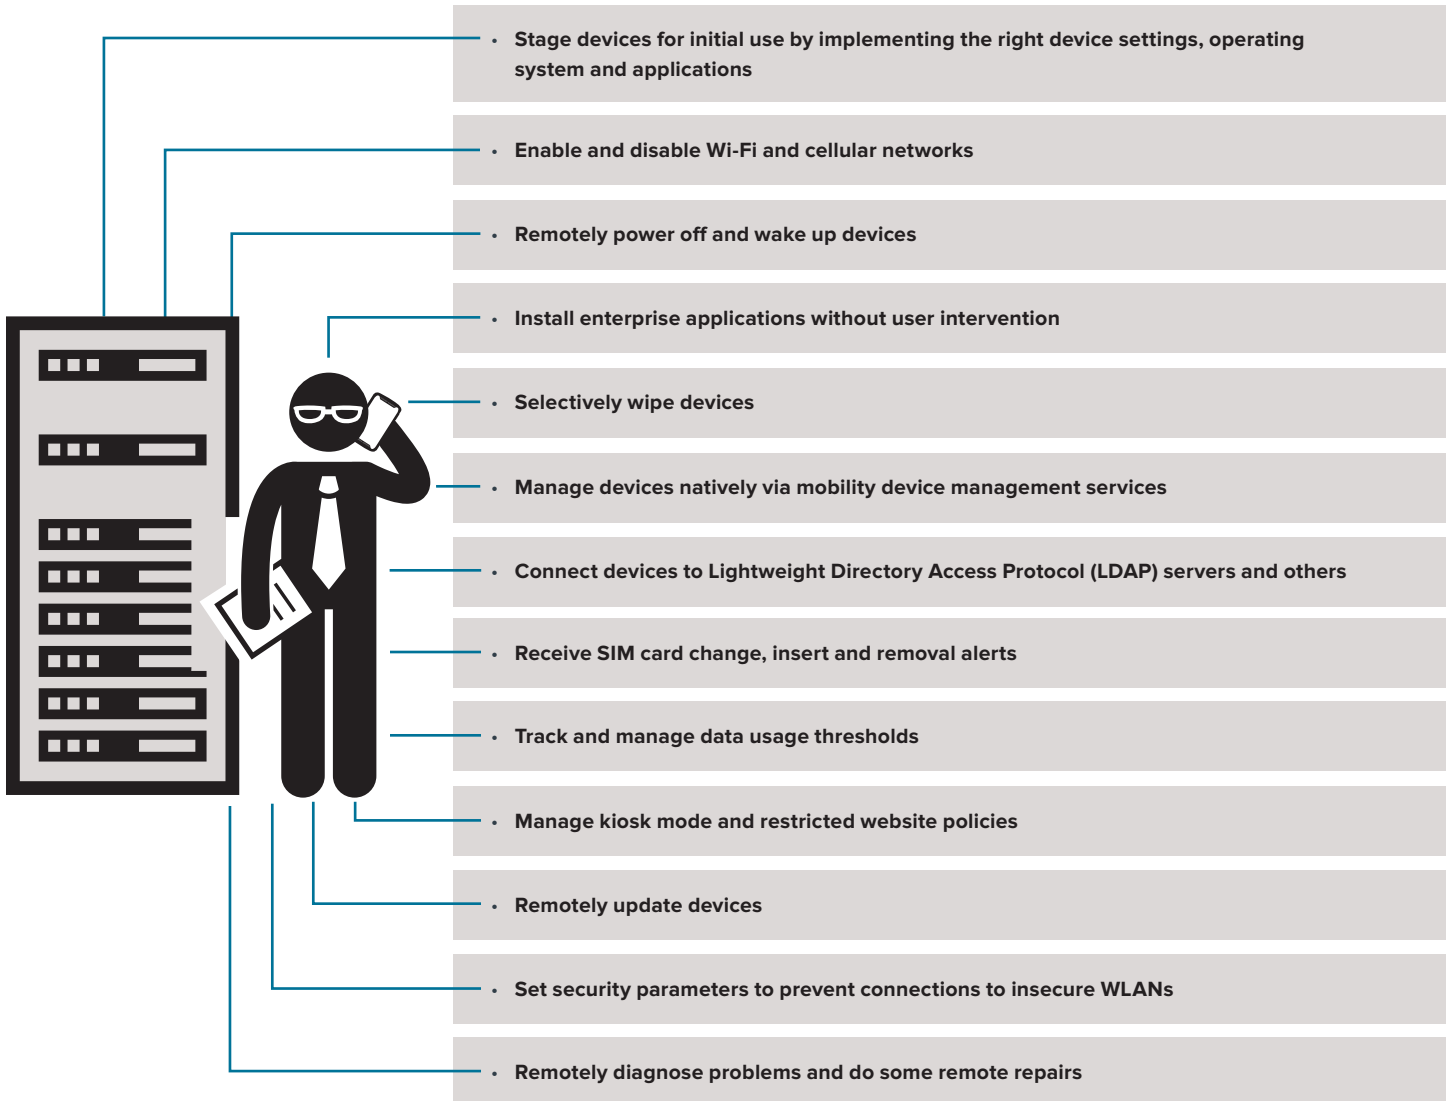 • Stage devices for initial use by implementing the right device settings, operating
system and applications
• Enable and disable Wi-Fi and cellular networks
• Remotely power off and wake up devices
• Install enterprise applications without user intervention
• Selectively wipe devices
• Manage devices natively via mobility device management services
• Connect devices to Lightweight Directory Access Protocol (LDAP) servers and others
• Receive SIM card change, insert and removal alerts
• Track and manage data usage thresholds
• Manage kiosk mode and restricted website policies
• Remotely update devices
• Set security parameters to prevent connections to insecure WLANs
• Remotely diagnose problems and do some remote repairs